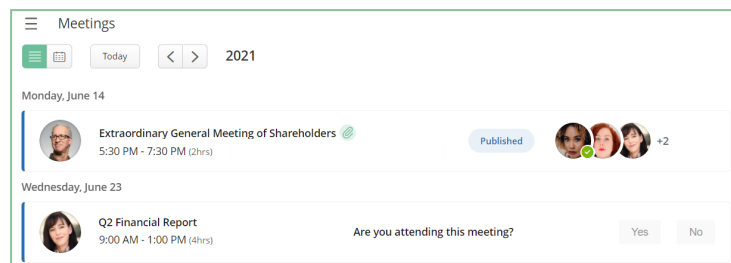 Meetings
Today 2021
Monday, June 14
Extraordinary General Meeting of Shareholders
5:30 PM - 7:30 PM (2hrs)
Published
+2
Wednesday, June 23
Q2 Financial Report
9:00 AM - 1:00 PM (4hrs)
Are you attending this meeting?
Yes No